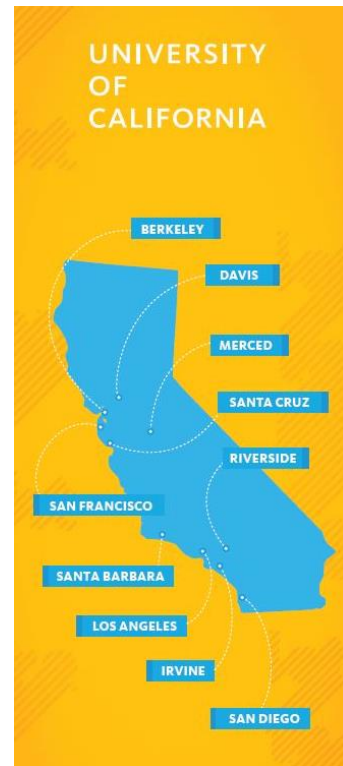 UNIVERSITY
OF
CALIFORNIA
BERKELEY
DAVIS
MERCED
SANTA CRUZ
RIVERSIDE
SAN FRANCISCO
SANTA BARBARA
LOS ANGELES
IRVINE
SAN DIEGO